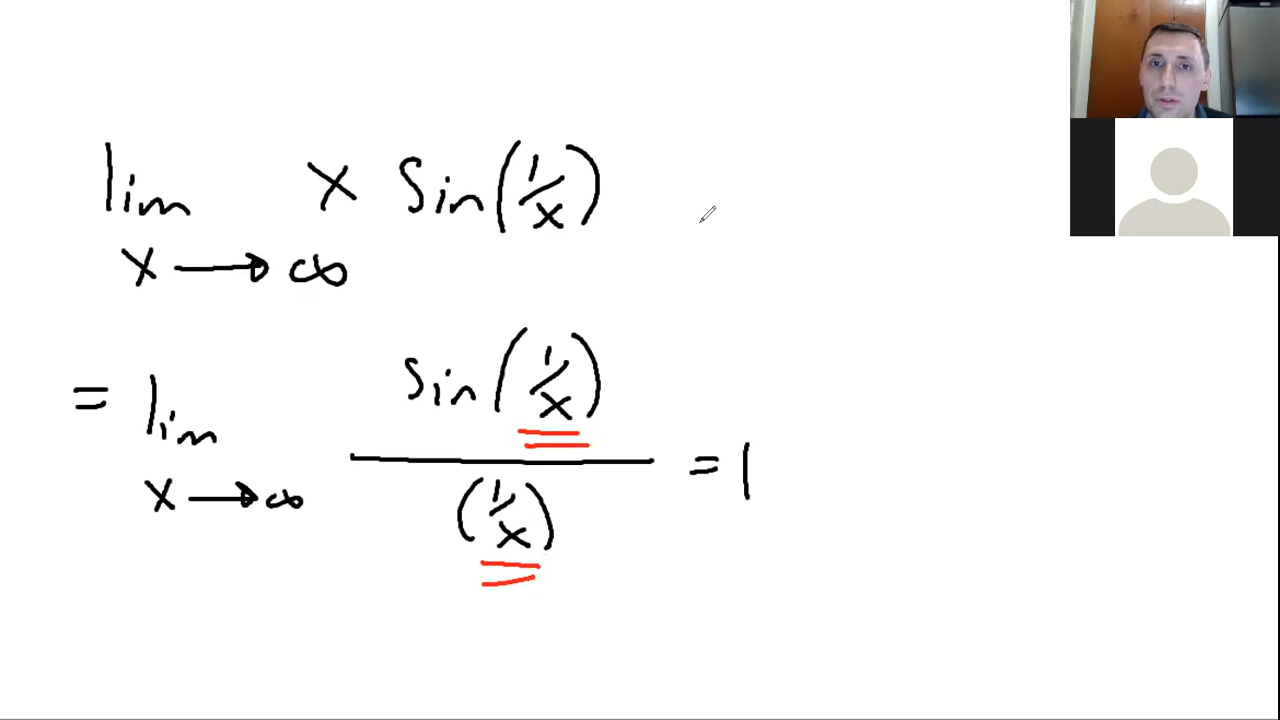 lim x sin(1/x)
x → ∞
= lim sin(1/x)
x → ∞ (1/x) = 1